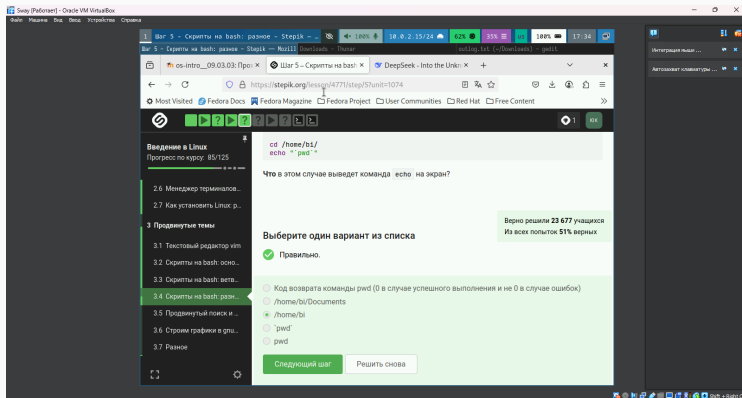 Sway [Работает] - Oracle VM VirtualBox
Файл Машина Вид Ввод Устройства Справка
1 Шаг 5 – Скрипты на bash: разное – Stepik – … 100% 10.0.2.15/24 62% 35% us 100% 17:34
Шаг 5 – Скрипты на bash: разное – Stepik — Mozill Downloads - Thunar outlog.txt (~/Downloads) - gedit
os-intro__09.03.03: Про Шаг 5 – Скрипты на bash: DeepSeek - Into the Unkn
https://stepik.org/lesson/4771/step/5?unit=1074
Most Visited Fedora Docs Fedora Magazine Fedora Project User Communities Red Hat Free Content
1
Введение в Linux
Прогресс по курсу: 85/125
2.6 Менеджер терминалов…
2.7 Как установить Linux: р…
3 Продвинутые темы
3.1 Текстовый редактор vim
3.2 Скрипты на bash: осно…
3.3 Скрипты на bash: ветв…
3.4 Скрипты на bash: разн…
3.5 Продвинутый поиск и …
3.6 Строим графики в gnu…
3.7 Разное
cd /home/bi/
echo "`pwd`"
Что в этом случае выведет команда echo на экран?
Верно решили 23 677 учащихся
Из всех попыток 51% верных
Выберите один вариант из списка
Правильно.
Код возврата команды pwd (0 в случае успешного выполнения и не 0 в случае ошибок)
/home/bi/Documents
/home/bi
`pwd`
pwd
Следующий шаг Решить снова
Интеграция мыши ...
Автозахват клавиатуры ...